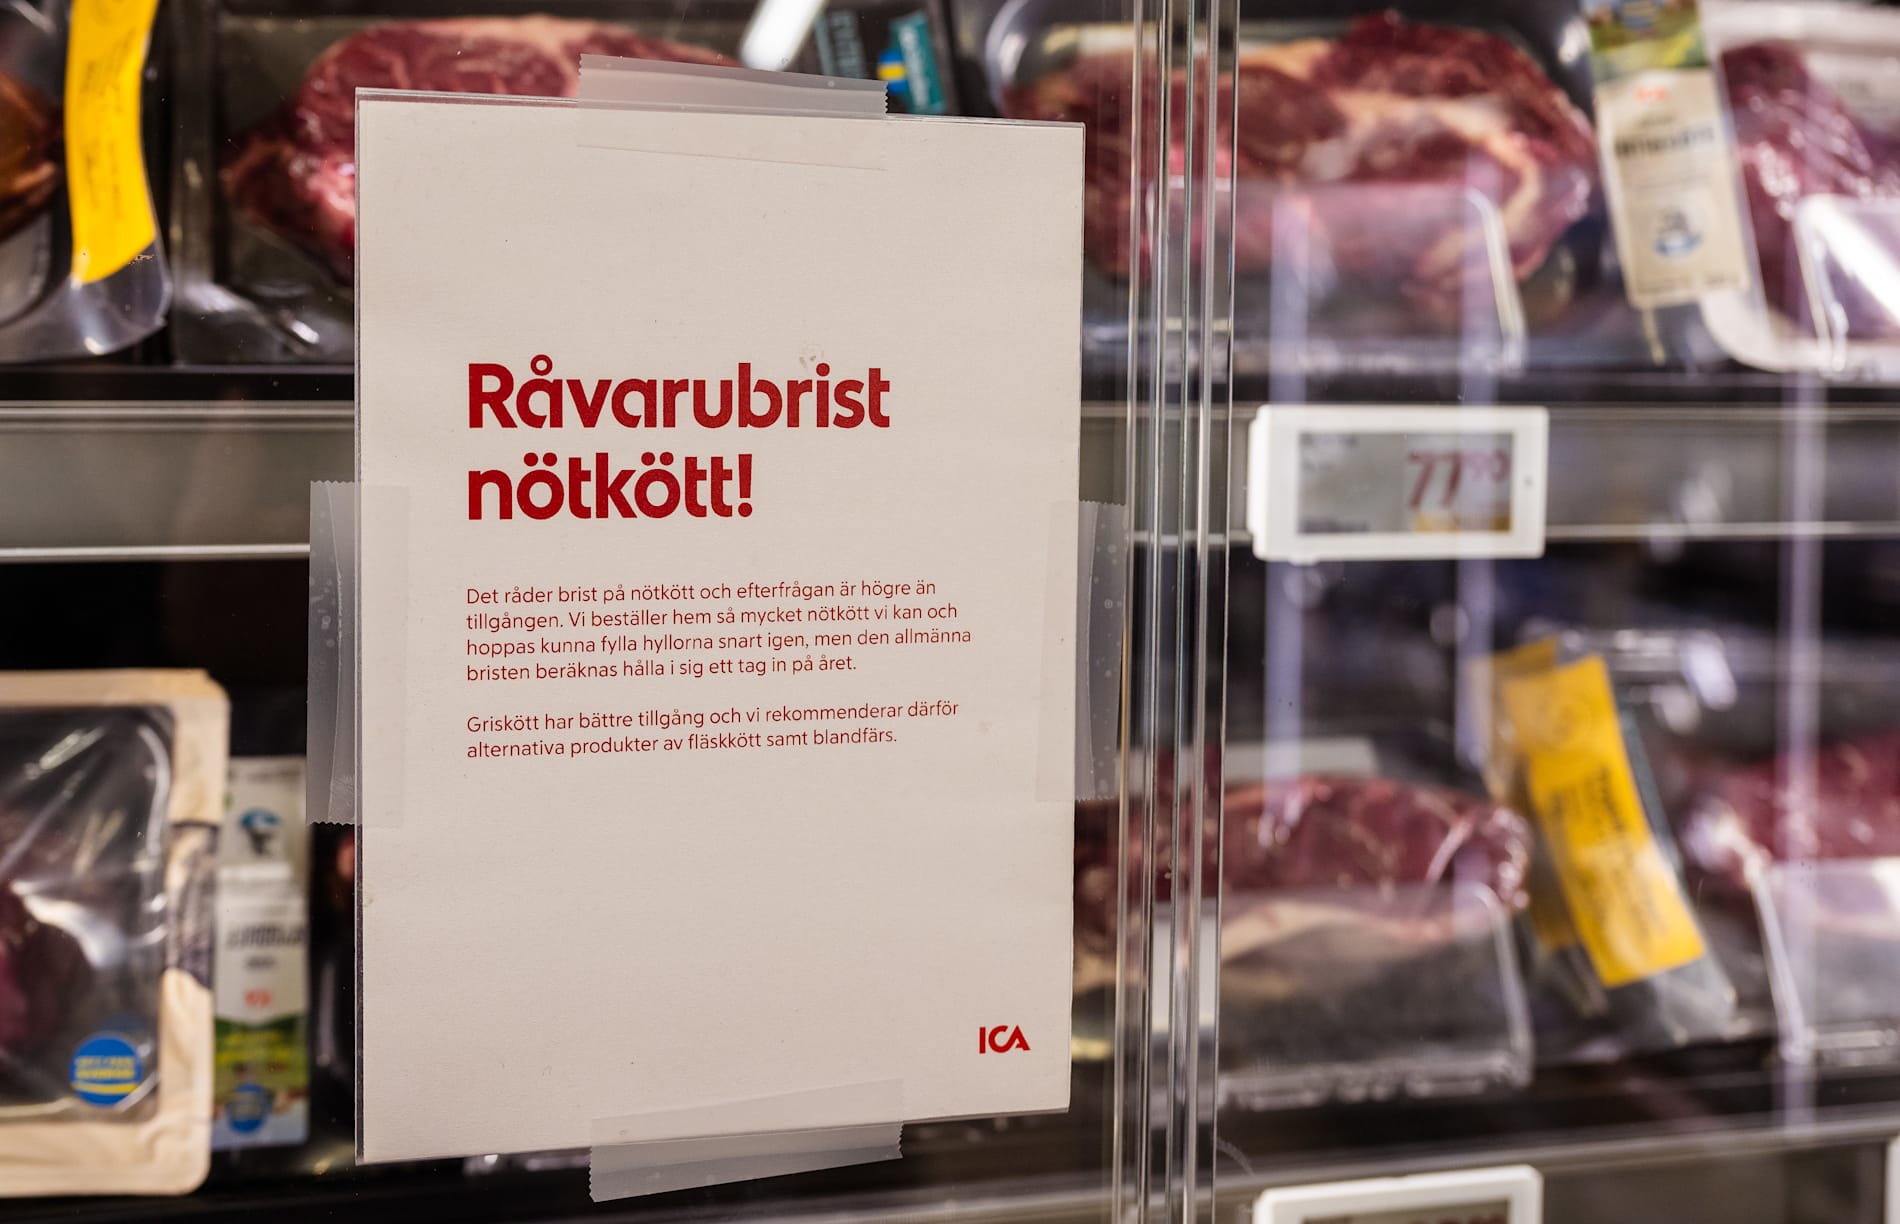 Råvarubrist
nötkött!
Det råder brist på nötkött och efterfrågan är högre än
tillgången. Vi beställer hem så mycket nötkött vi kan och
hoppas kunna fylla hyllorna snart igen, men den allmänna
bristen beräknas hålla i sig ett tag in på året.
Griskött har bättre tillgång och vi rekommenderar därför
alternativa produkter av fläskkött samt blandfärs.
ICA
77 90